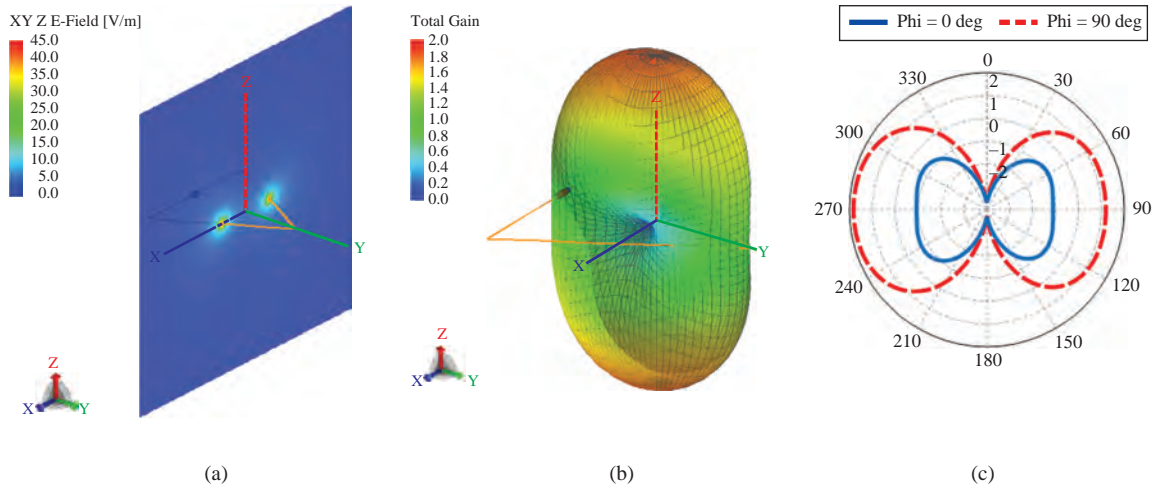 XY Z E-Field [V/m]
45.0
40.0
35.0
30.0
25.0
20.0
15.0
10.0
5.0
0.0
Z
X
Y
Z
X
Y
(a)
Total Gain
2.0
1.8
1.6
1.4
1.2
1.0
0.8
0.6
0.4
0.2
0.0
Z
X
Y
Z
X
Y
(b)
Phi = 0 deg
Phi = 90 deg
0
30
60
90
120
150
180
210
240
270
300
330
2
1
0
−1
−2
(c)